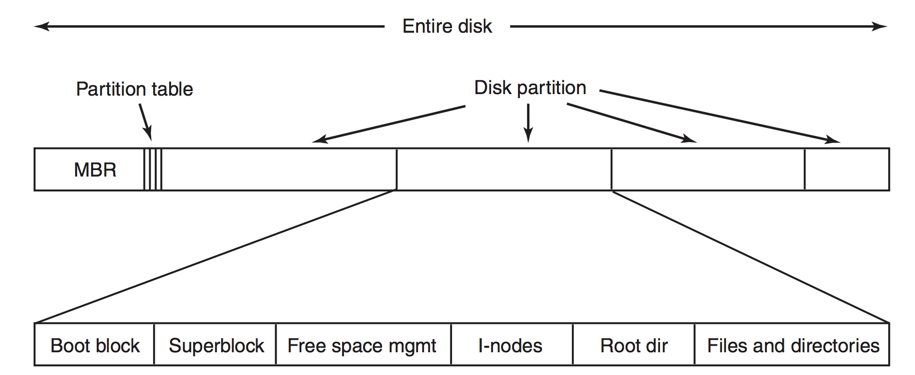 Entire disk
Partition table
Disk partition
MBR
Boot block
Superblock
Free space mgmt
I-nodes
Root dir
Files and directories